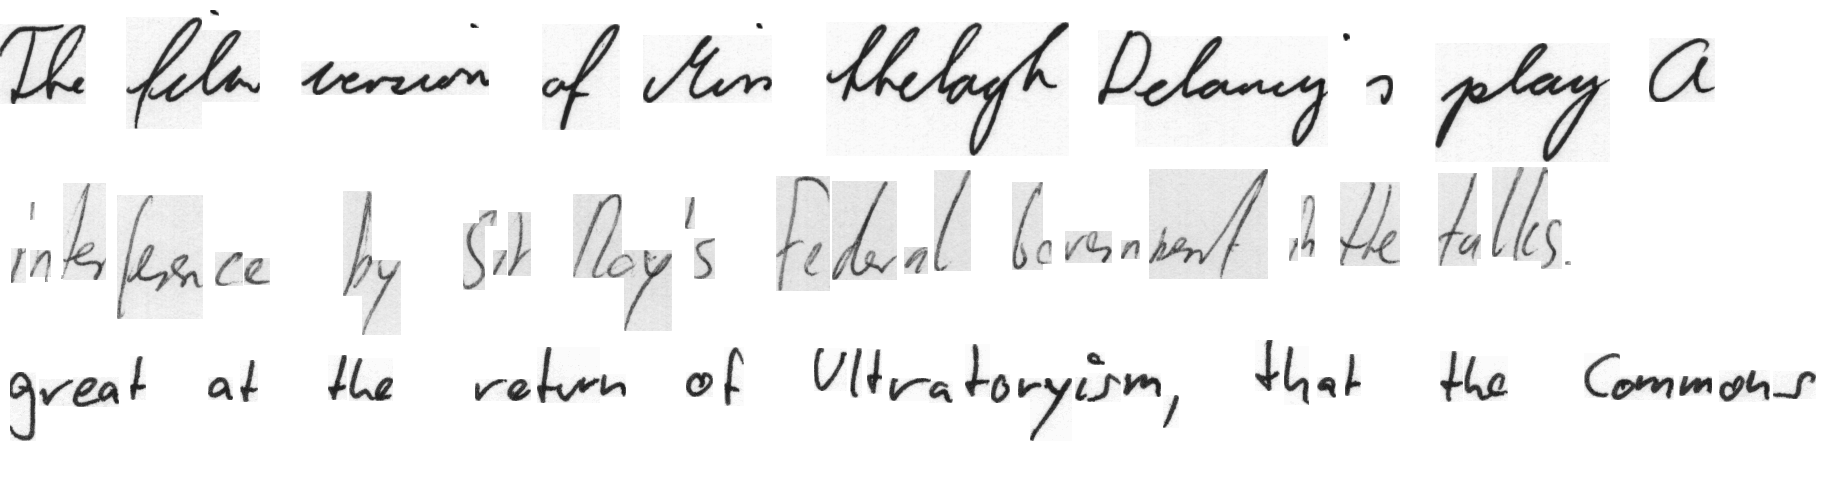 The film version of Miss Shelagh Delaney's play A
interference by Sir Roy's Federal Government in the talks.
great at the return of Ultratoryism, that the Commons